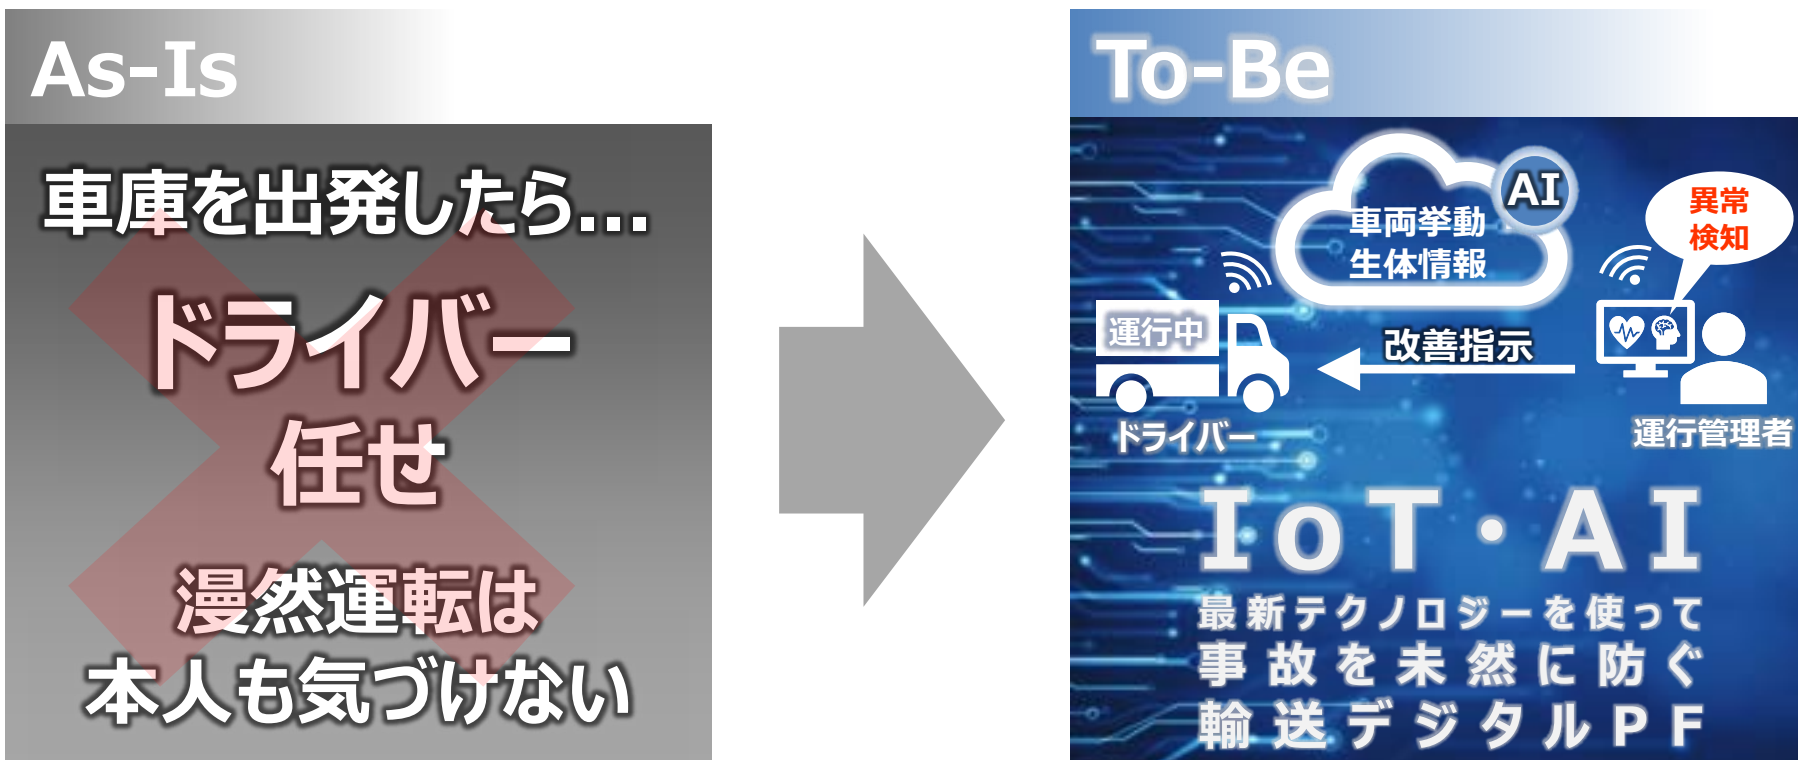 As-Is
車庫を出発したら...
ドライバー
任せ
漫然運転は
本人も気づけない
To-Be
AI
車両挙動
生体情報
異常
検知
運行中
改善指示
ドライバー
運行管理者
IoT・AI
最新テクノロジーを使って
事故を未然に防ぐ
輸送デジタルPF